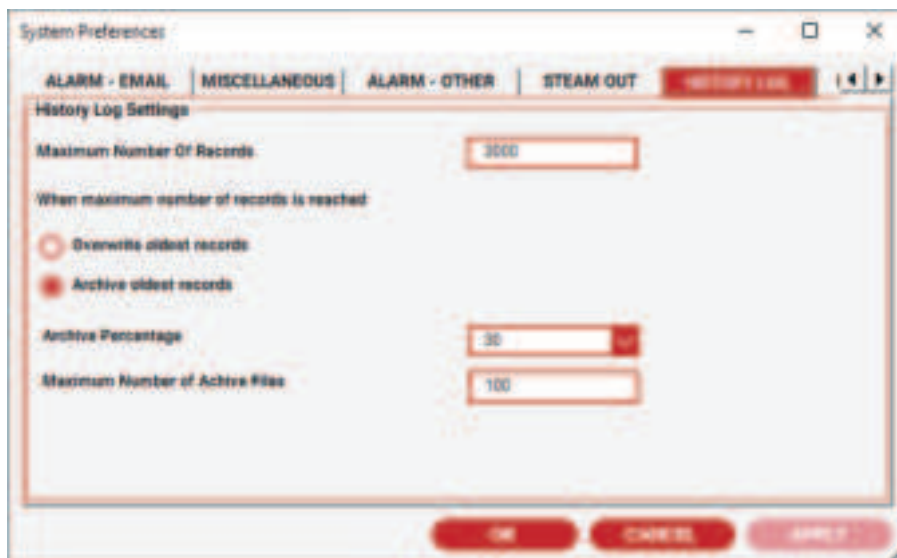 System Preferences
ALARM - EMAIL MISCELLANEOUS ALARM - OTHER STEAM OUT HISTORY LOG
History Log Settings
Maximum Number Of Records 3000
When maximum number of records is reached
Overwrite oldest records
Archive oldest records
Archive Percentage 30
Maximum Number of Achive Files 100
OK CANCEL APPLY